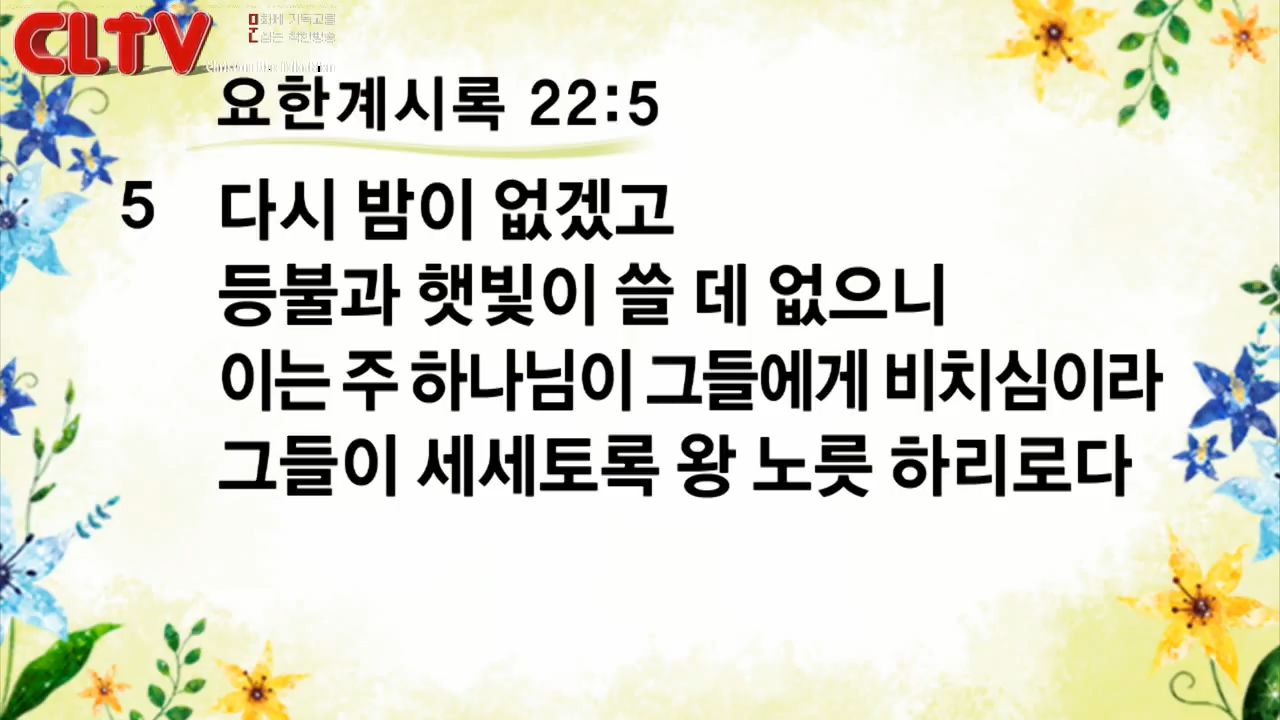 CLTV
요한계시록 22:5
5 다시 밤이 없겠고
등불과 햇빛이 쓸 데 없으니
이는 주 하나님이 그들에게 비치심이라
그들이 세세토록 왕 노릇 하리로다